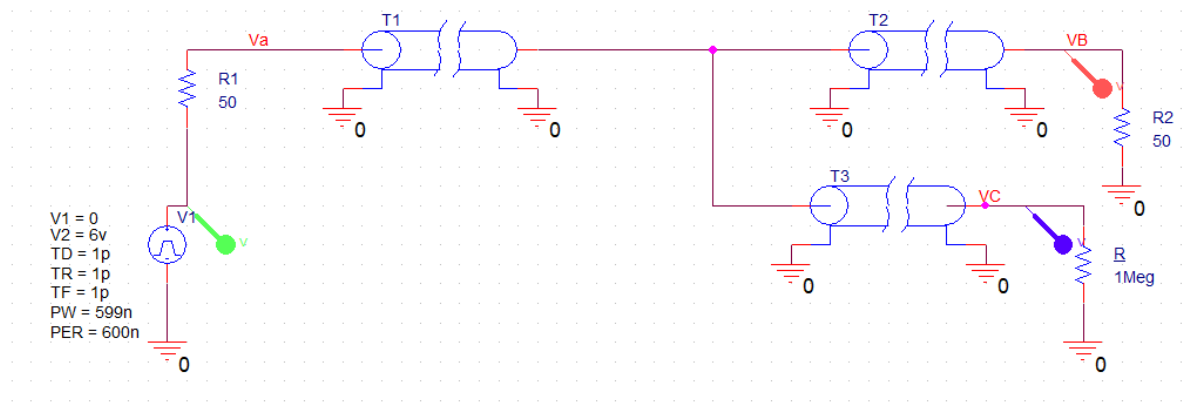 T1
T2
Va
VB
R1
50
0
0
0
0
R2
50
T3
VC
0
V1
v
v
v
V1 = 0
V2 = 6v
TD = 1p
TR = 1p
TF = 1p
PW = 599n
PER = 600n
R
1Meg
0
0
0
0